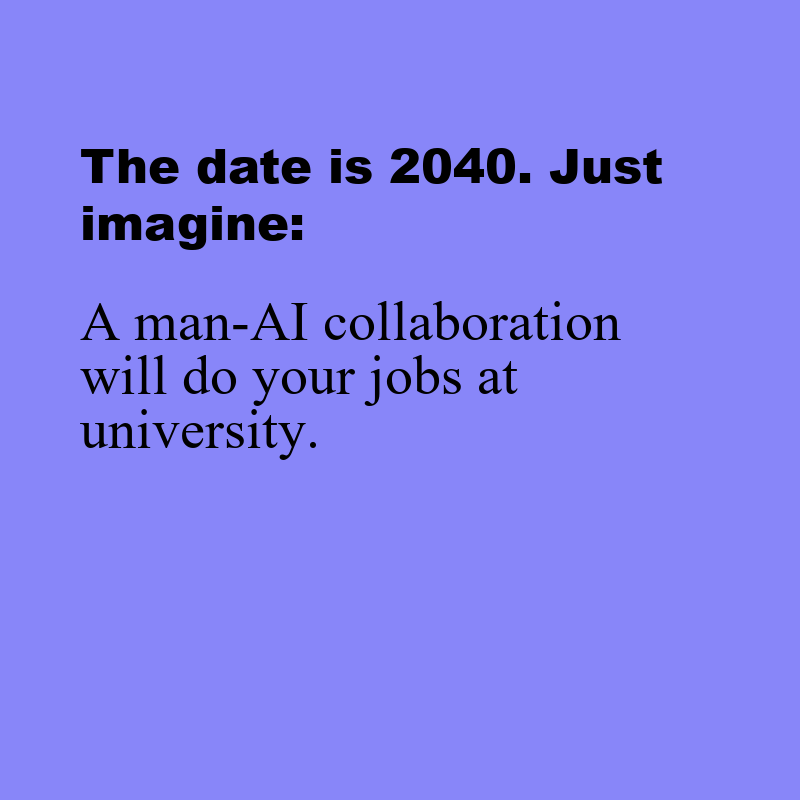 The date is 2040. Just
imagine:
A man-AI collaboration
will do your jobs at
university.